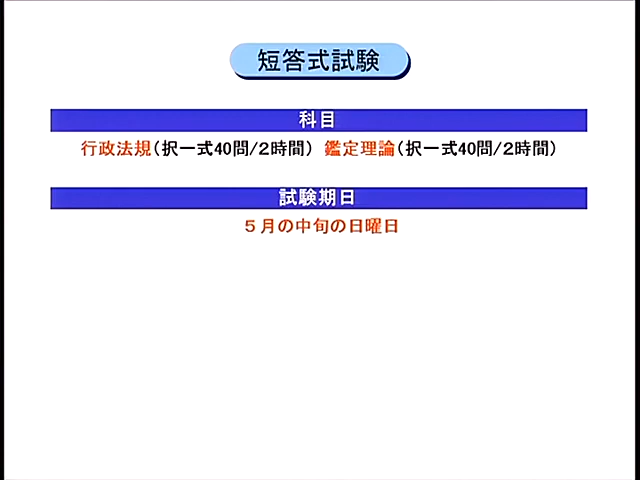 短答式試験
科目
行政法規(択一式40問/2時間) 鑑定理論(択一式40問/2時間)
試験期日
５月の中旬の日曜日